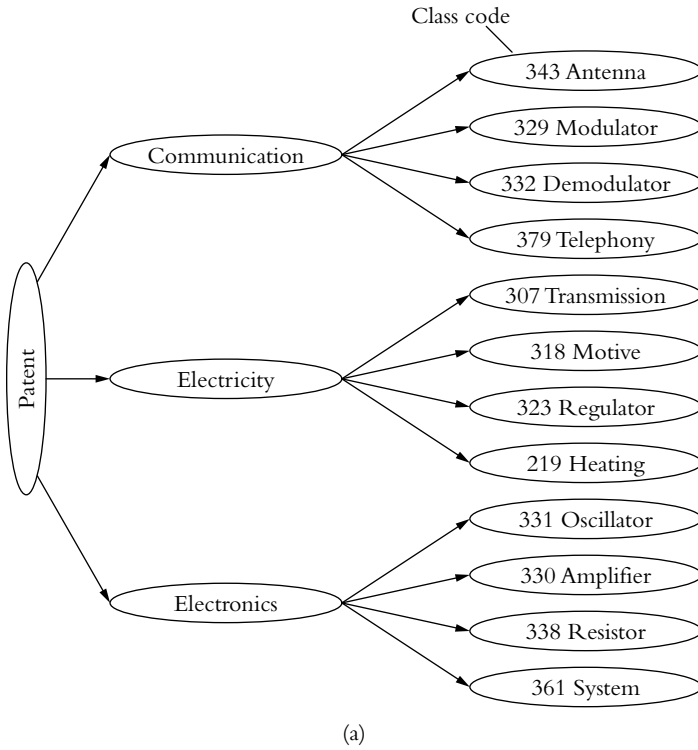 Class code
343 Antenna
329 Modulator
Communication
332 Demodulator
379 Telephony
307 Transmission
318 Motive
Patent
Electricity
323 Regulator
219 Heating
331 Oscillator
330 Amplifier
Electronics
338 Resistor
361 System
(a)